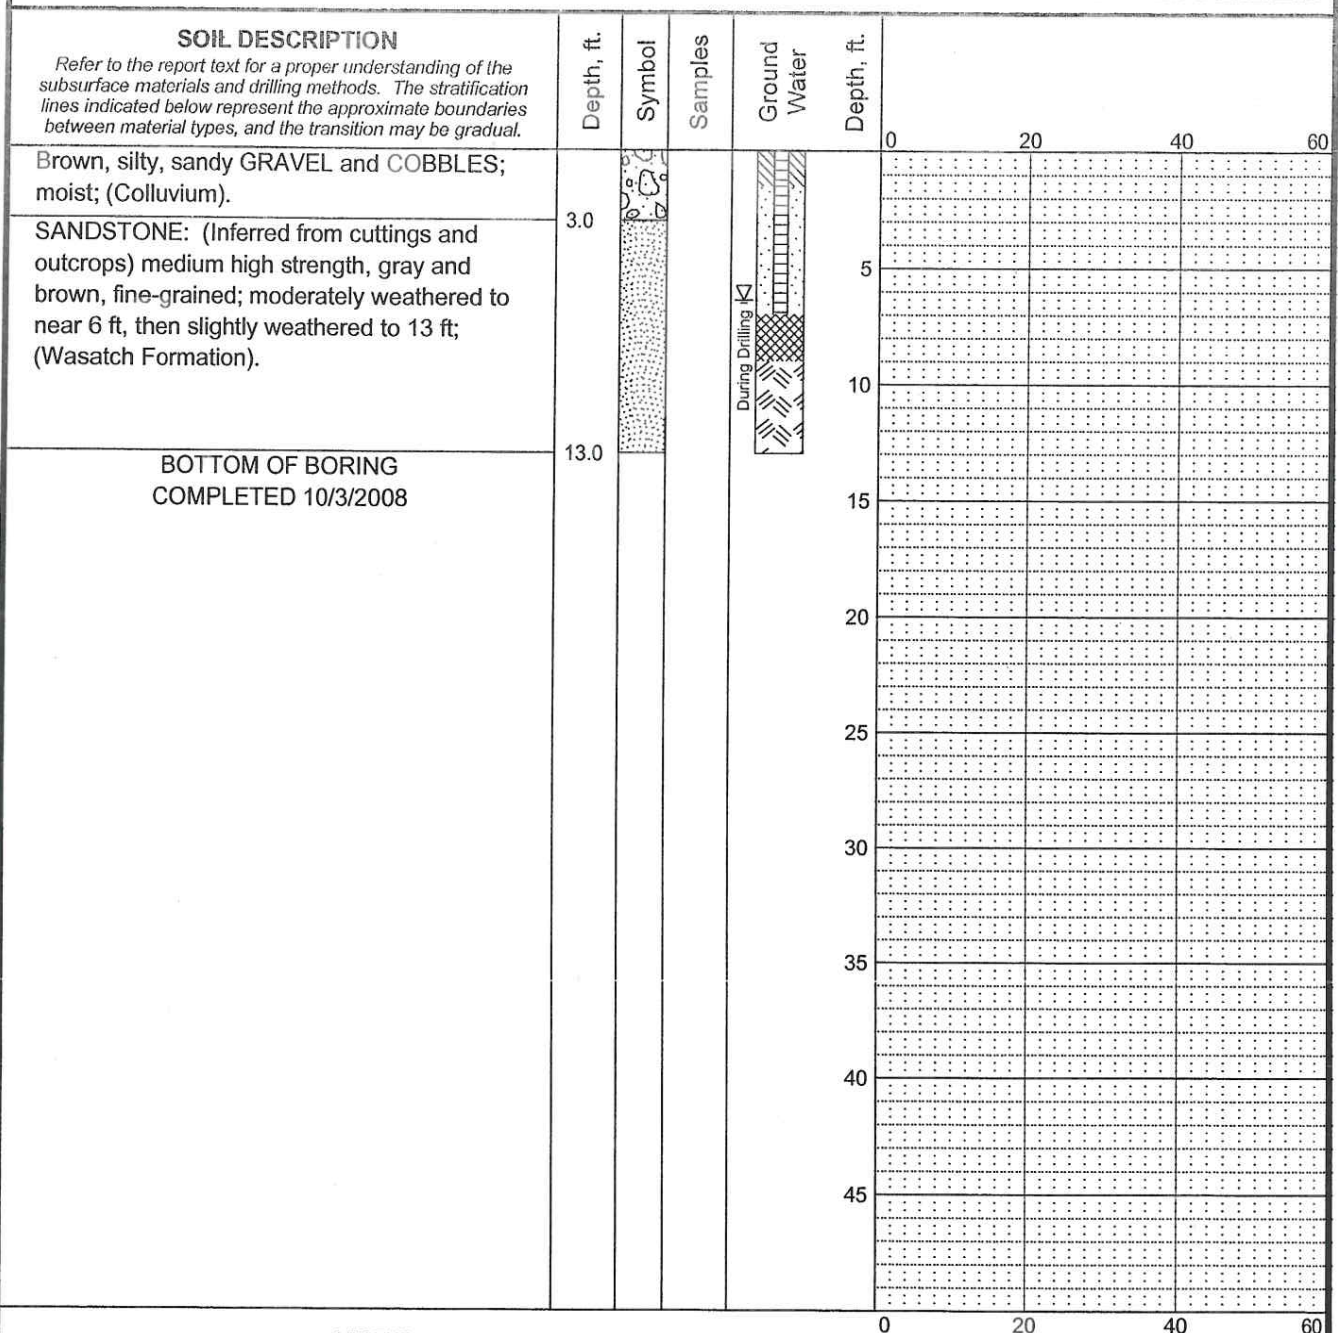 SOIL DESCRIPTION
Refer to the report text for a proper understanding of the
subsurface materials and drilling methods. The stratification
lines indicated below represent the approximate boundaries
between material types, and the transition may be gradual.
Depth, ft.
Symbol
Samples
Ground
Water
Depth, ft.
0 20 40 60
Brown, silty, sandy GRAVEL and COBBLES;
moist; (Colluvium).
3.0
SANDSTONE: (Inferred from cuttings and
outcrops) medium high strength, gray and
brown, fine-grained; moderately weathered to
near 6 ft, then slightly weathered to 13 ft;
(Wasatch Formation).
13.0
BOTTOM OF BORING
COMPLETED 10/3/2008
During Drilling
5
10
15
20
25
30
35
40
45
0 20 40 60